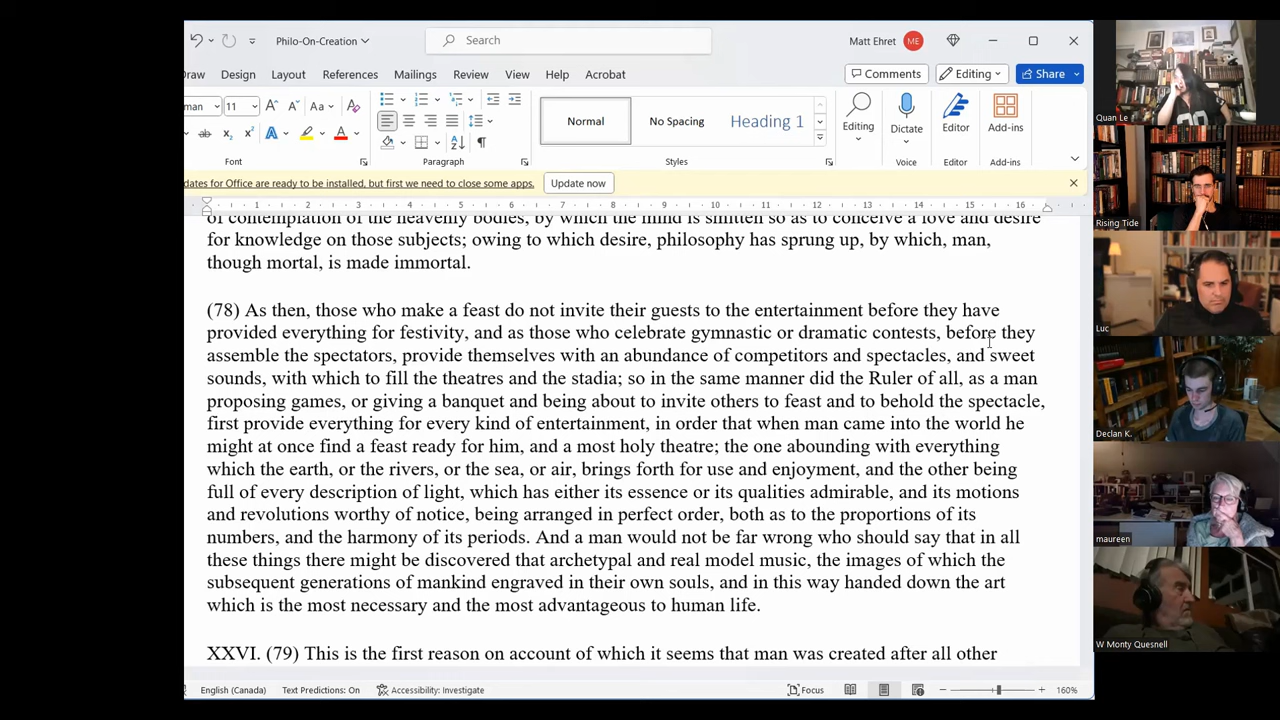 Philo-On-Creation
Search
Matt Ehret
ME
Draw
Design
Layout
References
Mailings
Review
View
Help
Acrobat
Comments
Editing
Share
11
Aa
Normal
No Spacing
Heading 1
Editing
Dictate
Editor
Add-ins
Font
Paragraph
Styles
Voice
Editor
Add-ins
dates for Office are ready to be installed, but first we need to close some apps.
Update now
1 2 3 4 5 6 7 8 9 10 11 12 13 14 15 16
of contemplation of the heavenly bodies, by which the mind is smitten so as to conceive a love and desire
for knowledge on those subjects; owing to which desire, philosophy has sprung up, by which, man,
though mortal, is made immortal.
(78) As then, those who make a feast do not invite their guests to the entertainment before they have
provided everything for festivity, and as those who celebrate gymnastic or dramatic contests, before they
assemble the spectators, provide themselves with an abundance of competitors and spectacles, and sweet
sounds, with which to fill the theatres and the stadia; so in the same manner did the Ruler of all, as a man
proposing games, or giving a banquet and being about to invite others to feast and to behold the spectacle,
first provide everything for every kind of entertainment, in order that when man came into the world he
might at once find a feast ready for him, and a most holy theatre; the one abounding with everything
which the earth, or the rivers, or the sea, or air, brings forth for use and enjoyment, and the other being
full of every description of light, which has either its essence or its qualities admirable, and its motions
and revolutions worthy of notice, being arranged in perfect order, both as to the proportions of its
numbers, and the harmony of its periods. And a man would not be far wrong who should say that in all
these things there might be discovered that archetypal and real model music, the images of which the
subsequent generations of mankind engraved in their own souls, and in this way handed down the art
which is the most necessary and the most advantageous to human life.
XXVI. (79) This is the first reason on account of which it seems that man was created after all other
English (Canada)
Text Predictions: On
Accessibility: Investigate
Focus
160%
Quan Le
Rising Tide
Luc
Declan K.
maureen
W Monty Quesnell